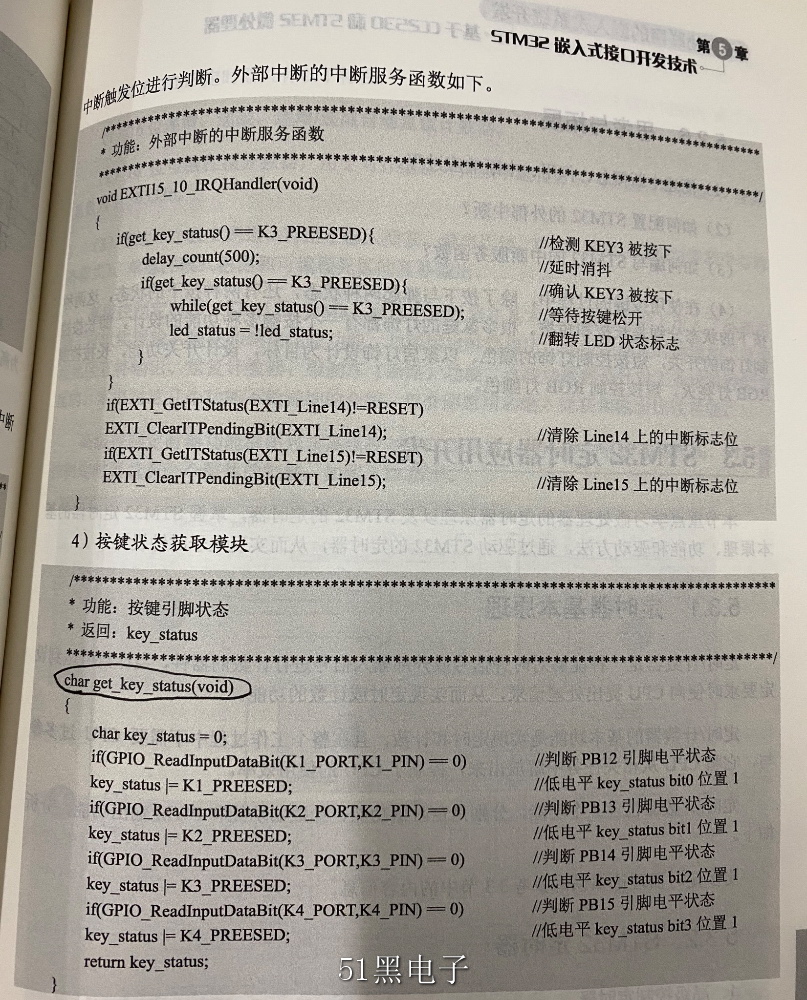 第5章
STM32 嵌入式接口开发技术
中断触发位进行判断。外部中断的中断服务函数如下。
/*********************************************************************
* 功能：外部中断的中断服务函数
*********************************************************************/
void EXTI15_10_IRQHandler(void)
{
if(get_key_status() == K3_PREESED){ //检测 KEY3 被按下
delay_count(500); //延时消抖
if(get_key_status() == K3_PREESED){ //确认 KEY3 被按下
while(get_key_status() == K3_PREESED); //等待按键松开
led_status = !led_status; //翻转 LED 状态标志
}
}
if(EXTI_GetITStatus(EXTI_Line14)!=RESET)
EXTI_ClearITPendingBit(EXTI_Line14); //清除 Line14 上的中断标志位
if(EXTI_GetITStatus(EXTI_Line15)!=RESET)
EXTI_ClearITPendingBit(EXTI_Line15); //清除 Line15 上的中断标志位
}
4）按键状态获取模块
/*********************************************************************
* 功能：按键引脚状态
* 返回：key_status
*********************************************************************/
char get_key_status(void)
{
char key_status = 0;
if(GPIO_ReadInputDataBit(K1_PORT,K1_PIN) == 0) //判断 PB12 引脚电平状态
key_status |= K1_PREESED; //低电平 key_status bit0 位置 1
if(GPIO_ReadInputDataBit(K2_PORT,K2_PIN) == 0) //判断 PB13 引脚电平状态
key_status |= K2_PREESED; //低电平 key_status bit1 位置 1
if(GPIO_ReadInputDataBit(K3_PORT,K3_PIN) == 0) //判断 PB14 引脚电平状态
key_status |= K3_PREESED; //低电平 key_status bit2 位置 1
if(GPIO_ReadInputDataBit(K4_PORT,K4_PIN) == 0) //判断 PB15 引脚电平状态
key_status |= K4_PREESED; //低电平 key_status bit3 位置 1
return key_status;
}
中断
51黑电子